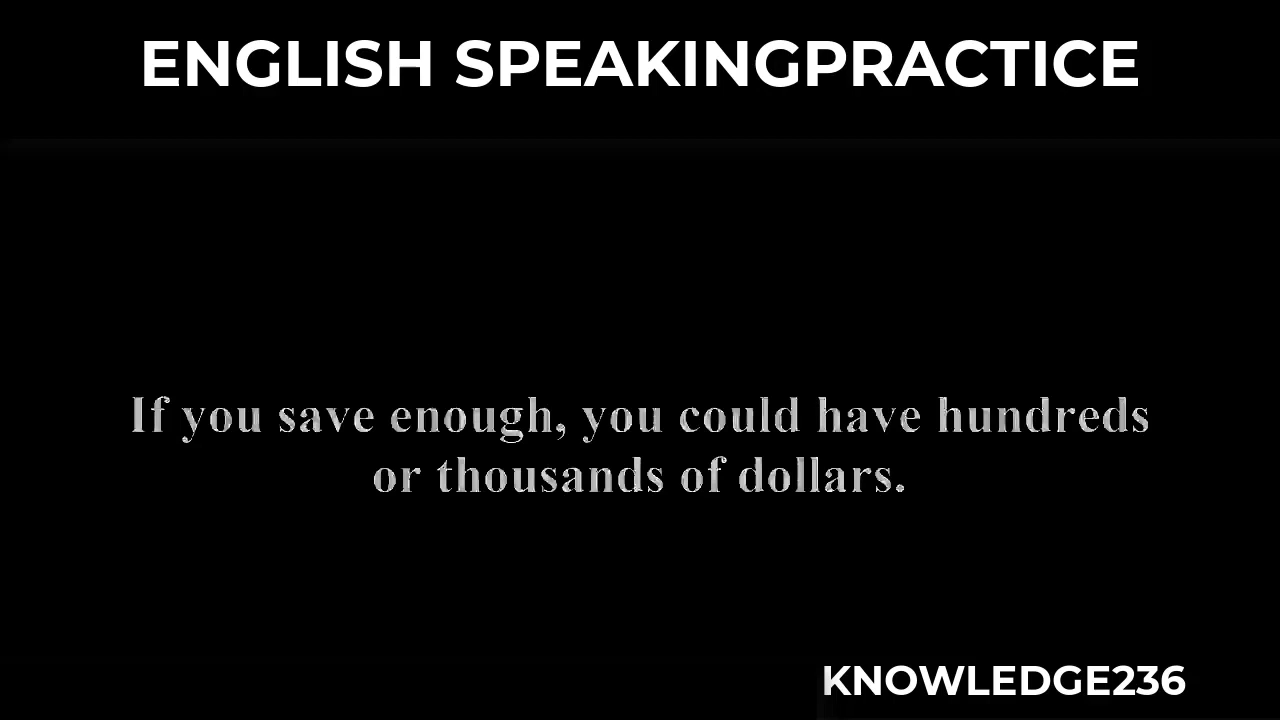 ENGLISH SPEAKINGPRACTICE
If you save enough, you could have hundreds
or thousands of dollars.
KNOWLEDGE236